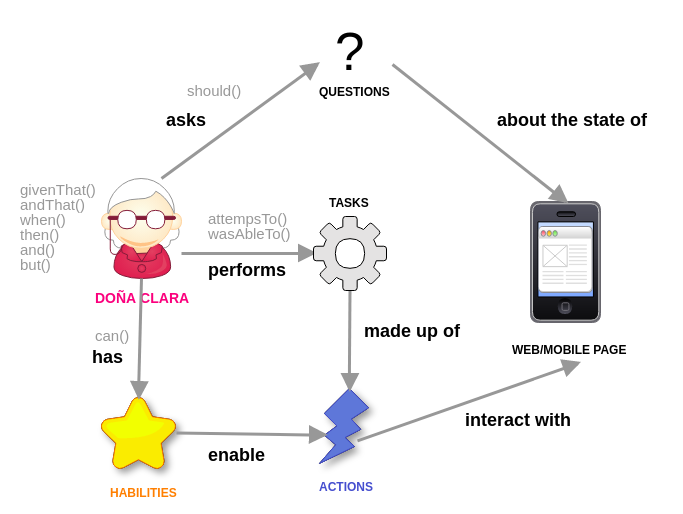 ?
QUESTIONS
should()
asks
about the state of
givenThat()
andThat()
when()
then()
and()
but()
TASKS
attempsTo()
wasAbleTo()
performs
DOÑA CLARA
made up of
WEB/MOBILE PAGE
can()
has
interact with
enable
HABILITIES
ACTIONS